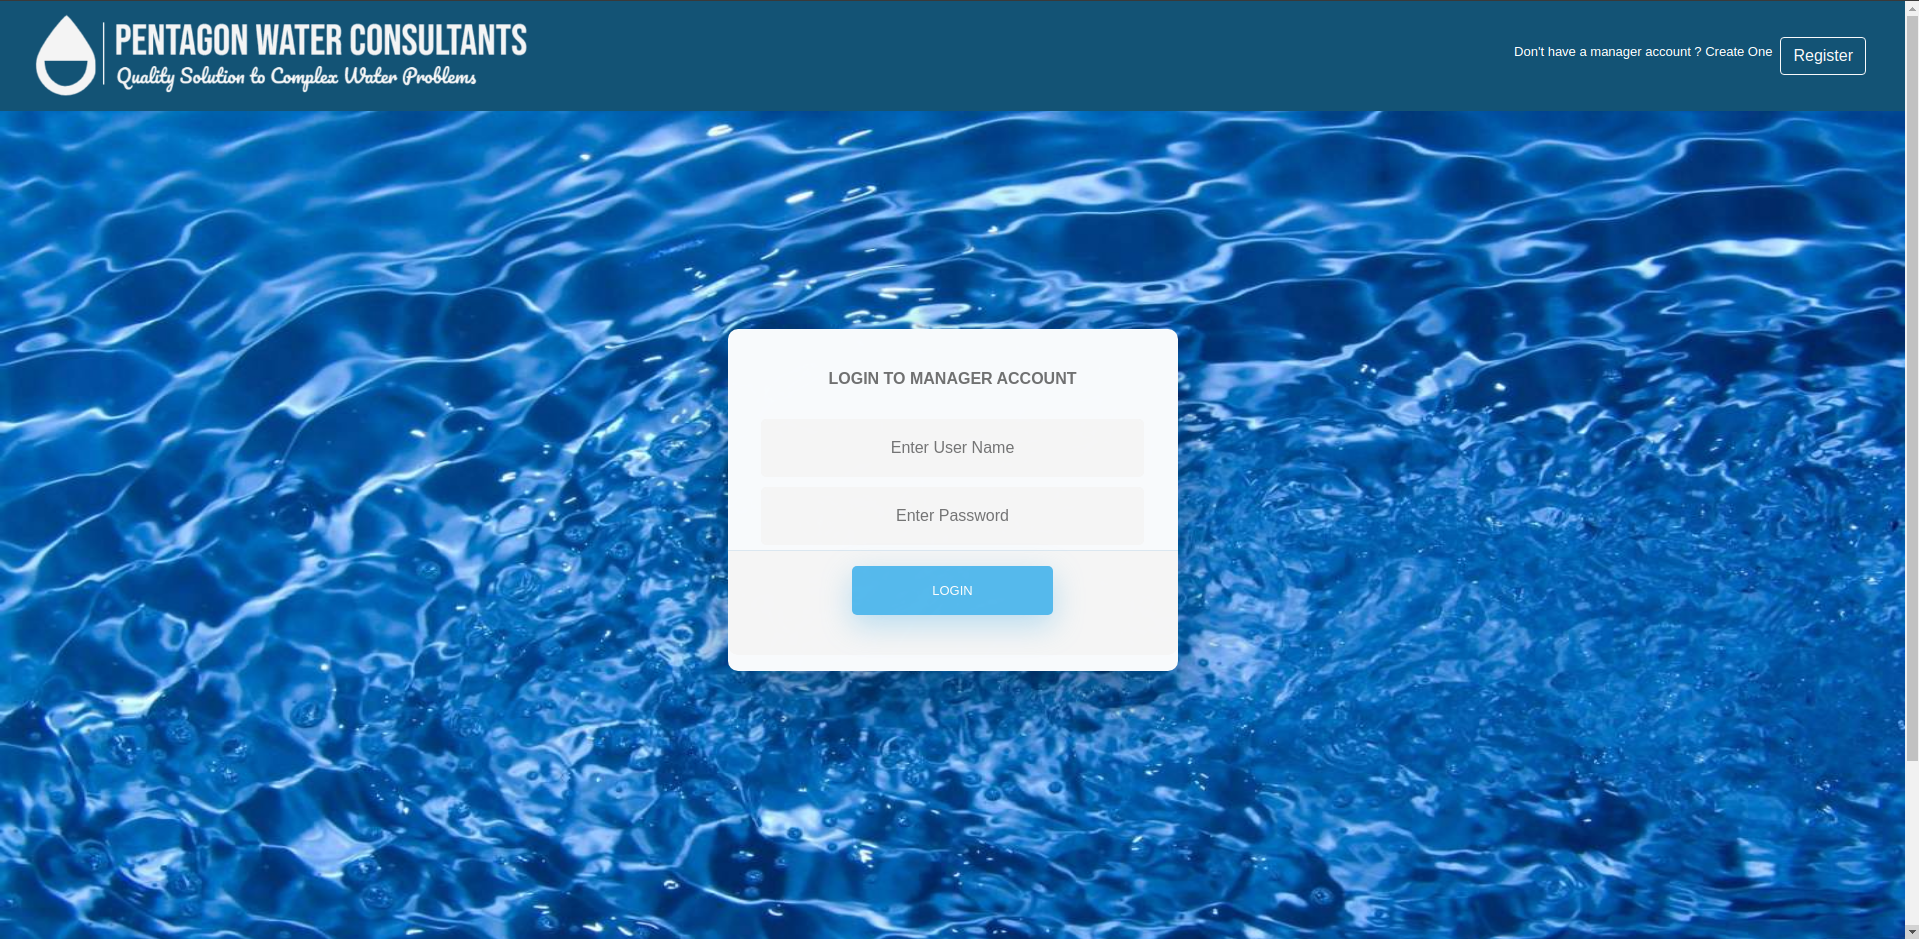 PENTAGON WATER CONSULTANTS
Quality Solution to Complex Water Problems
Don't have a manager account ? Create One
Register
LOGIN TO MANAGER ACCOUNT
Enter User Name
Enter Password
LOGIN